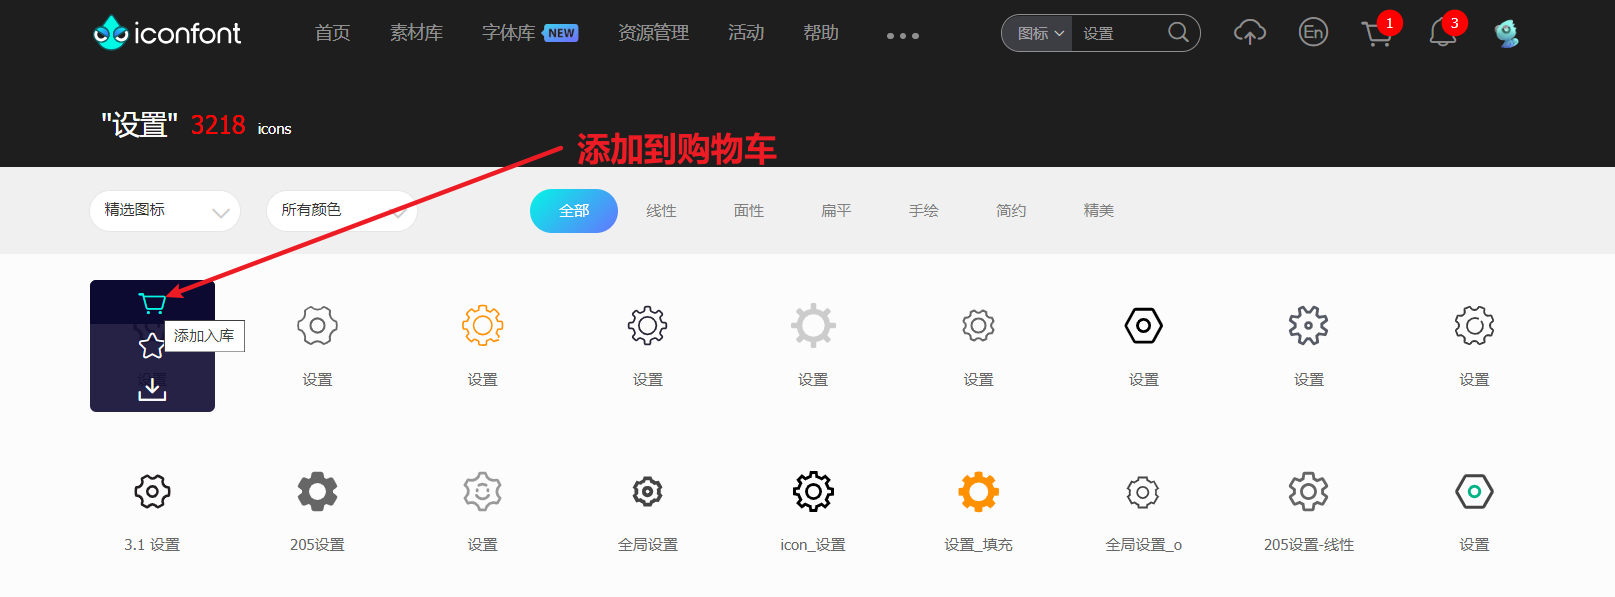 iconfont 首页 素材库 字体库 NEW 资源管理 活动 帮助 ... 图标 设置 En 1 3
"设置" 3218 icons
添加到购物车
精选图标 所有颜色 全部 线性 面性 扁平 手绘 简约 精美
添加入库
设置 设置 设置 设置 设置 设置 设置 设置 设置
3.1 设置 205设置 设置 全局设置 icon_设置 设置_填充 全局设置_o 205设置-线性 设置